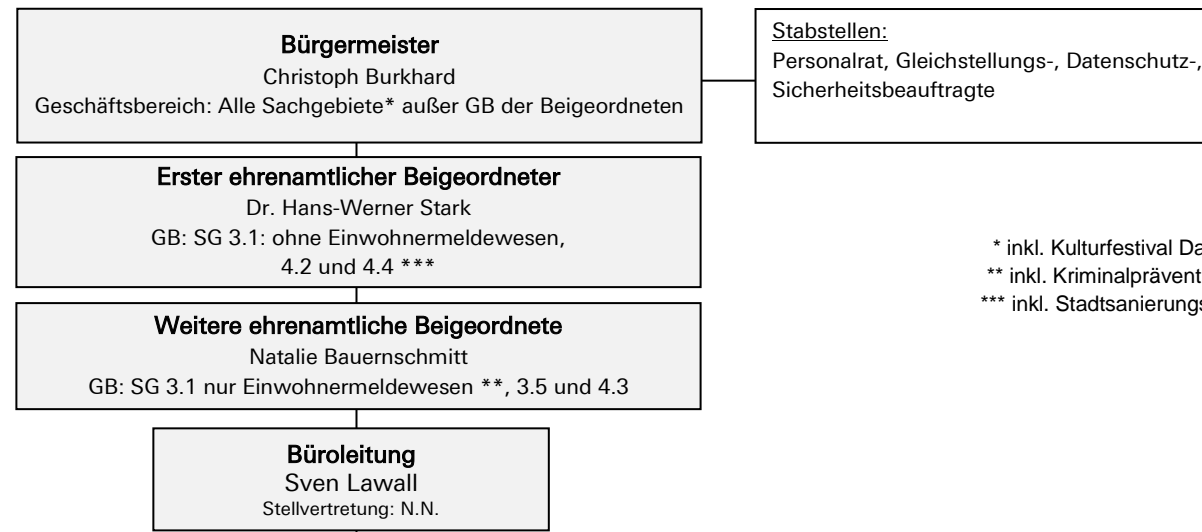 Bürgermeister
Christoph Burkhard
Geschäftsbereich: Alle Sachgebiete* außer GB der Beigeordneten
Stabstellen:
Personalrat, Gleichstellungs-, Datenschutz-,
Sicherheitsbeauftragte
Erster ehrenamtlicher Beigeordneter
Dr. Hans-Werner Stark
GB: SG 3.1: ohne Einwohnermeldewesen,
4.2 und 4.4 ***
* inkl. Kulturfestival
** inkl.
*** inkl.
Weitere ehrenamtliche Beigeordnete
Natalie Bauernschmitt
GB: SG 3.1 nur Einwohnermeldewesen **, 3.5 und 4.3
Büroleitung
Sven Lawall
Stellvertretung: N.N.